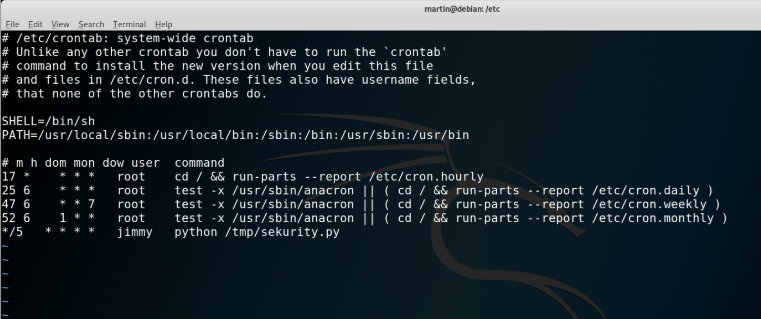 martin@debian: /etc
File Edit View Search Terminal Help
# /etc/crontab: system-wide crontab
# Unlike any other crontab you don't have to run the `crontab'
# command to install the new version when you edit this file
# and files in /etc/cron.d. These files also have username fields,
# that none of the other crontabs do.

SHELL=/bin/sh
PATH=/usr/local/sbin:/usr/local/bin:/sbin:/bin:/usr/sbin:/usr/bin

# m h dom mon dow user  command
17 *    * * *   root    cd / && run-parts --report /etc/cron.hourly
25 6    * * *   root    test -x /usr/sbin/anacron || ( cd / && run-parts --report /etc/cron.daily )
47 6    * * 7   root    test -x /usr/sbin/anacron || ( cd / && run-parts --report /etc/cron.weekly )
52 6    1 * *   root    test -x /usr/sbin/anacron || ( cd / && run-parts --report /etc/cron.monthly )
*/5   * * * *   jimmy   python /tmp/sekurity.py
~
~
~
~
~